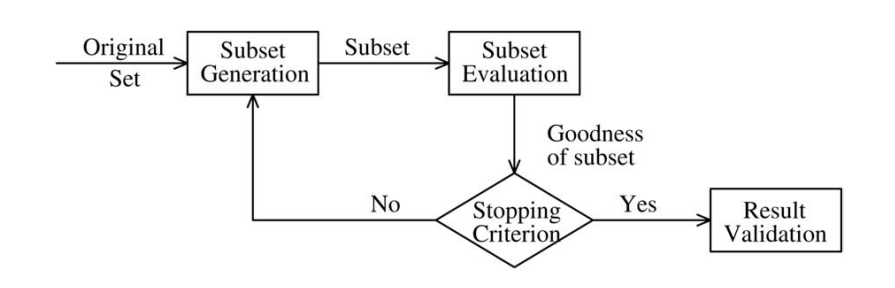 Original
Set
Subset
Generation
Subset
Subset
Evaluation
Goodness
of subset
No
Stopping
Criterion
Yes
Result
Validation